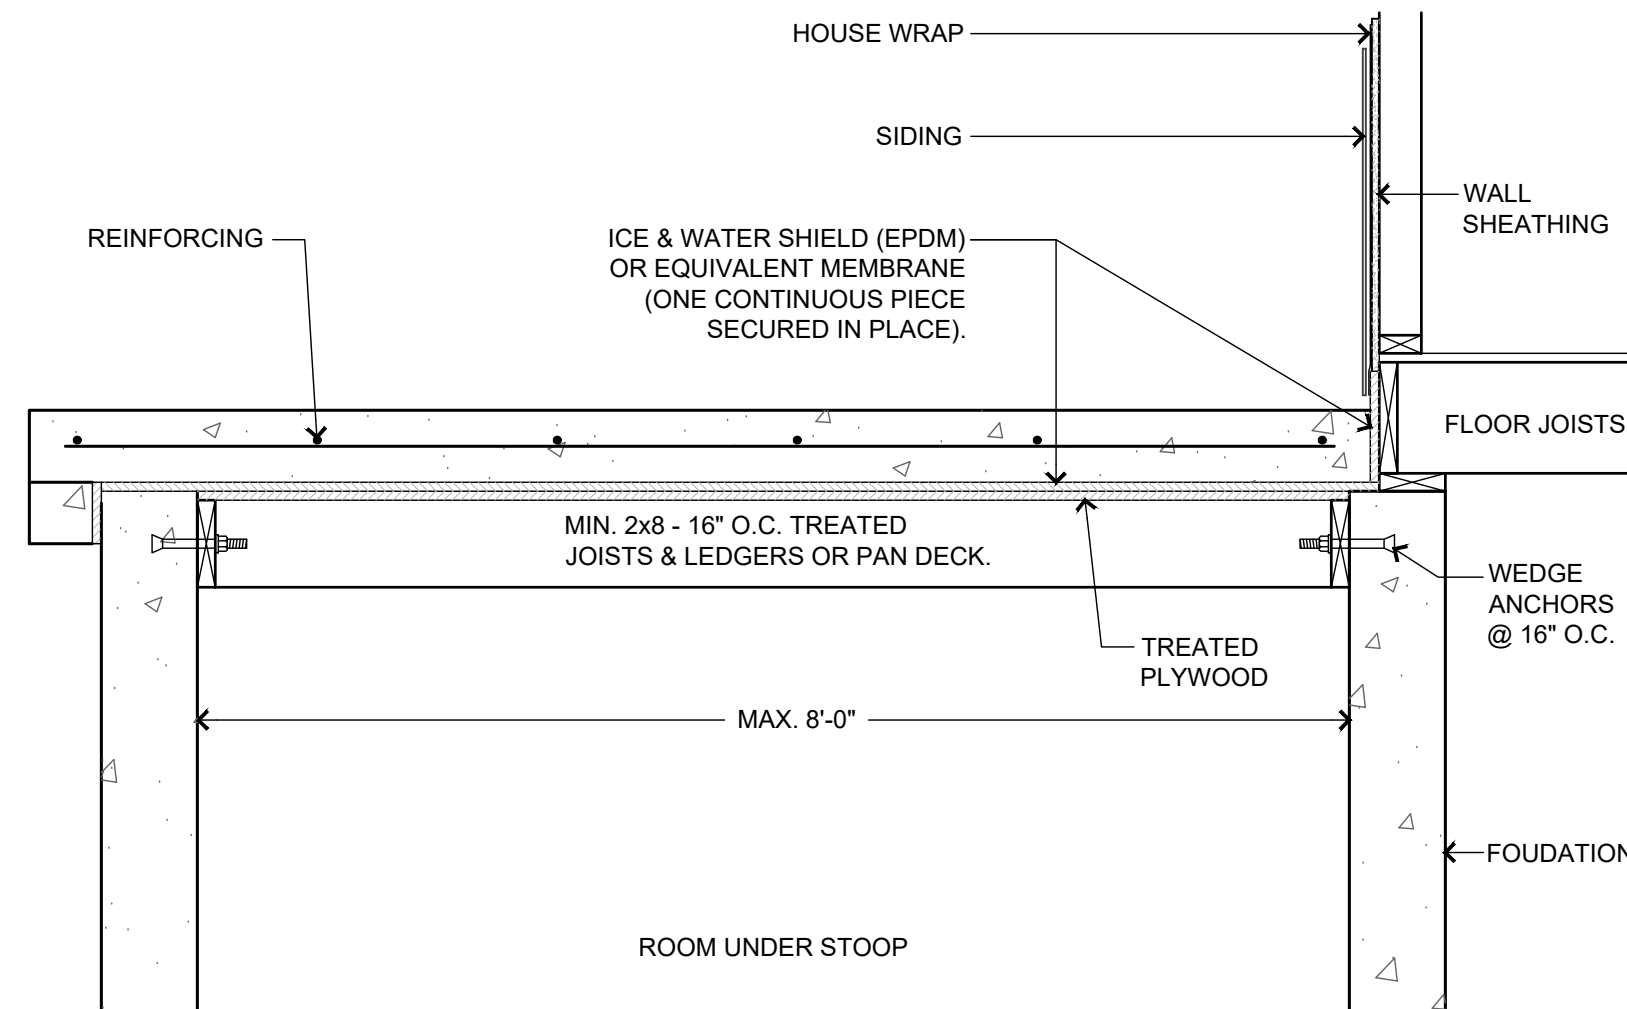 HOUSE WRAP
SIDING
WALL
SHEATHING
REINFORCING
ICE & WATER SHIELD (EPDM)
OR EQUIVALENT MEMBRANE
(ONE CONTINUOUS PIECE
SECURED IN PLACE).
FLOOR JOISTS
MIN. 2x8 - 16" O.C. TREATED
JOISTS & LEDGERS OR PAN DECK.
WEDGE
ANCHORS
@ 16" O.C.
TREATED
PLYWOOD
MAX. 8'-0"
FOUDATION
ROOM UNDER STOOP